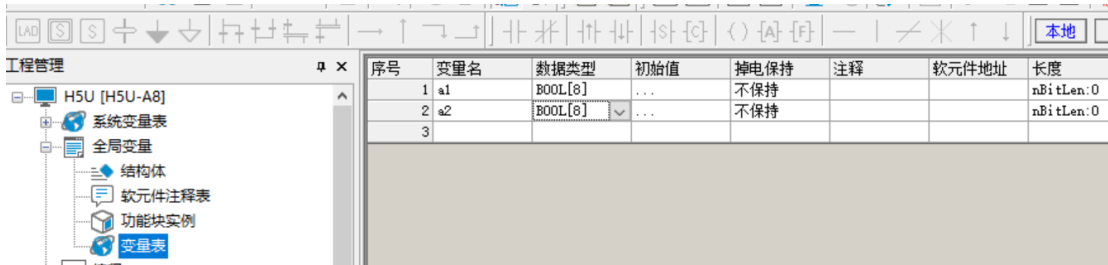 LAD S S S C ( ) A F 本地
工程管理
序号 变量名 数据类型 初始值 掉电保持 注释 软元件地址 长度
1 a1 BOOL[8] ... 不保持 nBitLen:0
2 a2 BOOL[8] ... 不保持 nBitLen:0
3
H5U [H5U-A8]
系统变量表
全局变量
结构体
软元件注释表
功能块实例
变量表